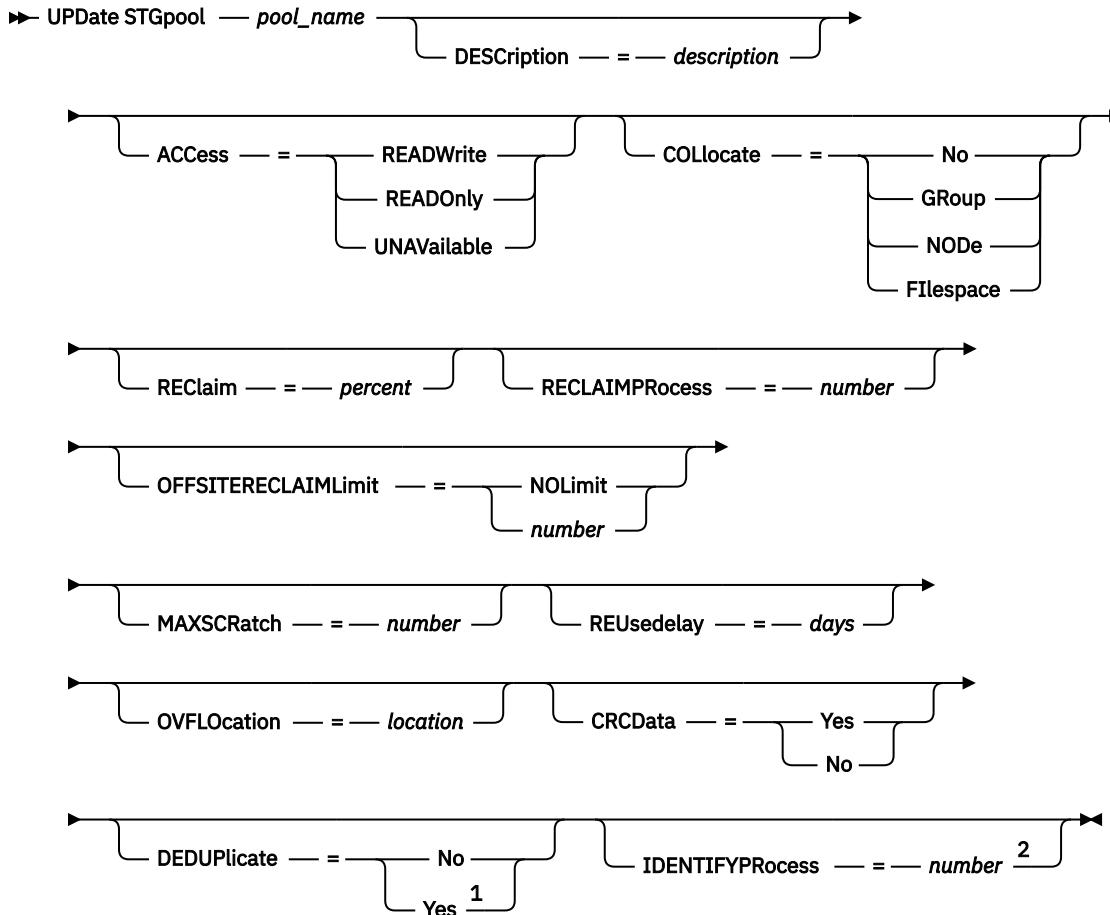 UPDate STGpool — pool_name
DESCription — = — description
ACCess — = READWrite
READOnly
UNAVailable
COLlocate — = No
GRoup
NODe
FIlespace
REClaim — = — percent
RECLAIMPRocess — = — number
OFFSITERECLAIMLimit — = NOLimit
number
MAXSCRatch — = — number
REUsedelay — = — days
OVFLOcation — = — location
CRCData — = Yes
No
DEDUPlicate — = No
Yes 1
IDENTIFYPRocess — = — number 2